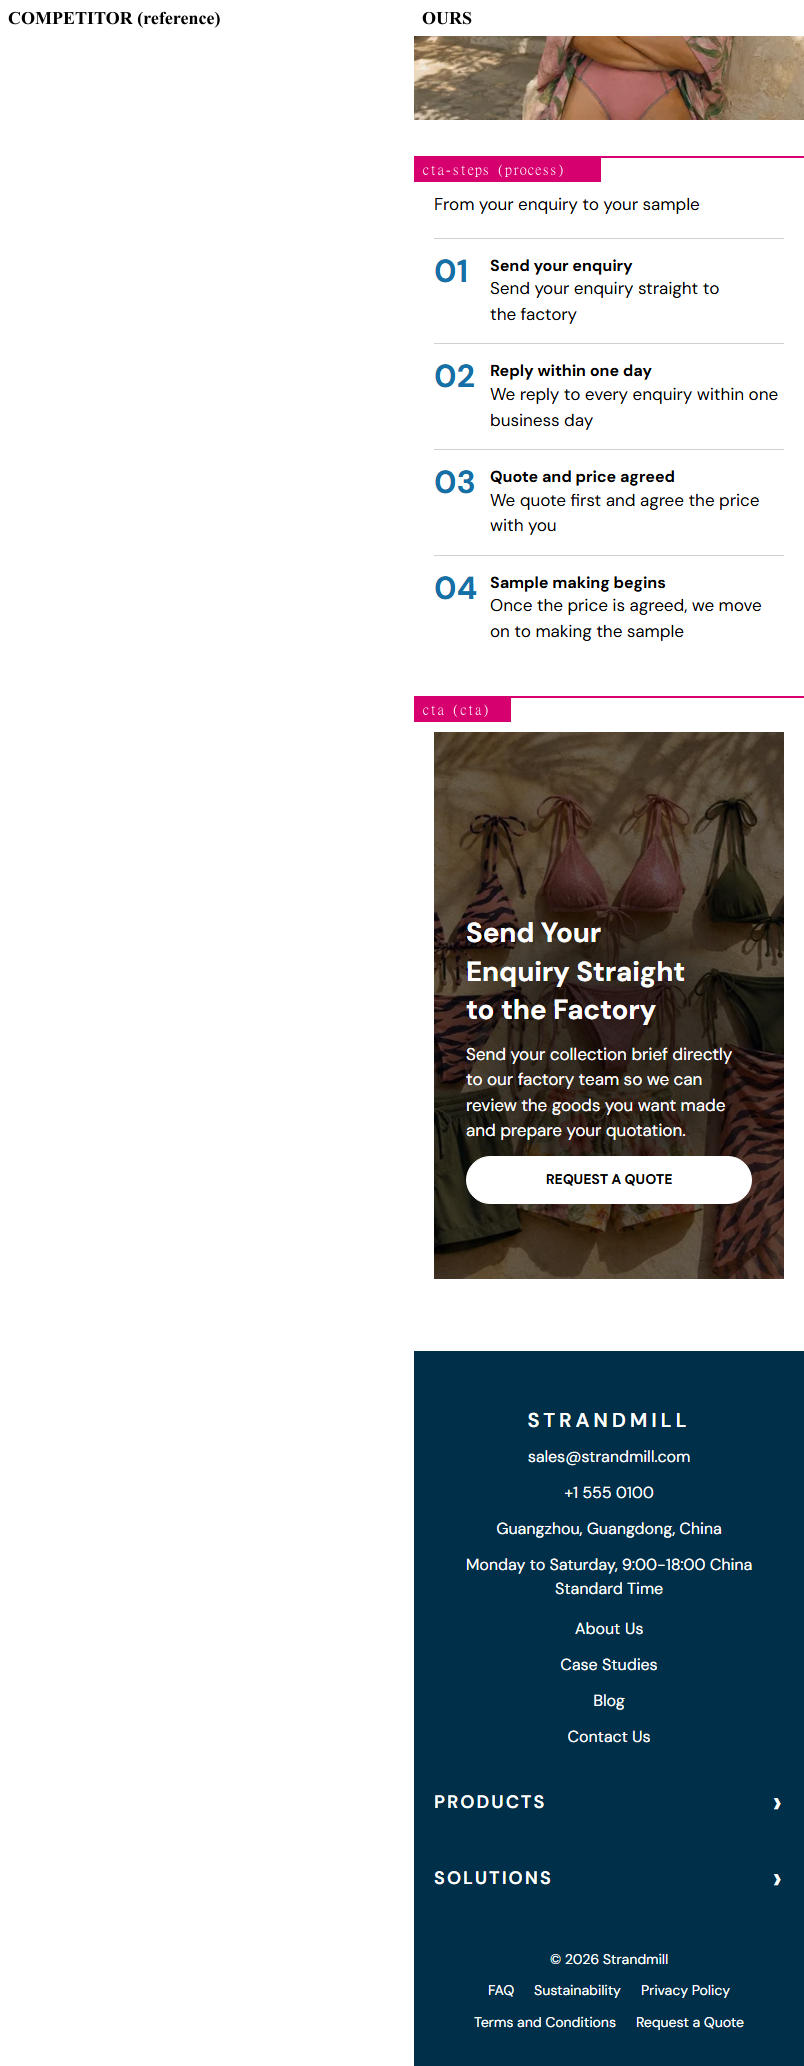 COMPETITOR (reference)
OURS
cta-steps (process)
From your enquiry to your sample
01
Send your enquiry
Send your enquiry straight to
the factory
02
Reply within one day
We reply to every enquiry within one
business day
03
Quote and price agreed
We quote first and agree the price
with you
04
Sample making begins
Once the price is agreed, we move
on to making the sample
cta (cta)
Send Your
Enquiry Straight
to the Factory
Send your collection brief directly
to our factory team so we can
review the goods you want made
and prepare your quotation.
REQUEST A QUOTE
STRANDMILL
sales@strandmill.com
+1 555 0100
Guangzhou, Guangdong, China
Monday to Saturday, 9:00–18:00 China
Standard Time
About Us
Case Studies
Blog
Contact Us
PRODUCTS
SOLUTIONS
© 2026 Strandmill
FAQ Sustainability Privacy Policy
Terms and Conditions Request a Quote